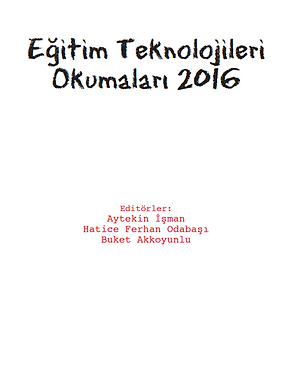 Eğitim Teknolojileri
Okumaları 2016
Editörler:
Aytekin İşman
Hatice Ferhan Odabaşı
Buket Akkoyunlu